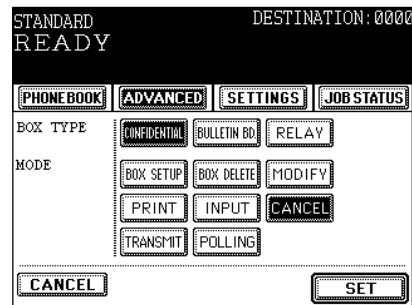 STANDARD DESTINATION:0000
READY
PHONEBOOK ADVANCED SETTINGS JOB STATUS
BOX TYPE CONFIDENTIAL BULLETIN BD. RELAY
MODE BOX SETUP BOX DELETE MODIFY
PRINT INPUT CANCEL
TRANSMIT POLLING
CANCEL SET